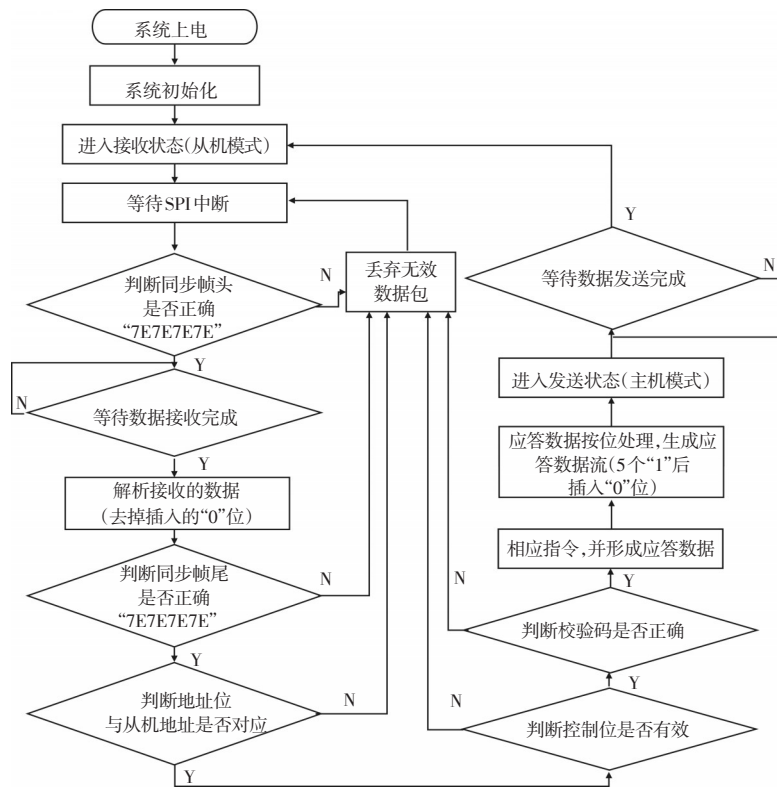 系统上电
系统初始化
进入接收状态(从机模式)
等待SPI中断
判断同步帧头
是否正确
“7E7E7E7E”
N
Y
丢弃无效
数据包
等待数据接收完成
N
Y
解析接收的数据
(去掉插入的“0”位)
判断同步帧尾
是否正确
“7E7E7E7E”
N
Y
判断地址位
与从机地址是否对应
N
Y
判断控制位是否有效
N
Y
判断校验码是否正确
N
Y
相应指令,并形成应答数据
应答数据按位处理,生成应
答数据流(5个“1”后
插入“0”位)
进入发送状态(主机模式)
等待数据发送完成
N
Y